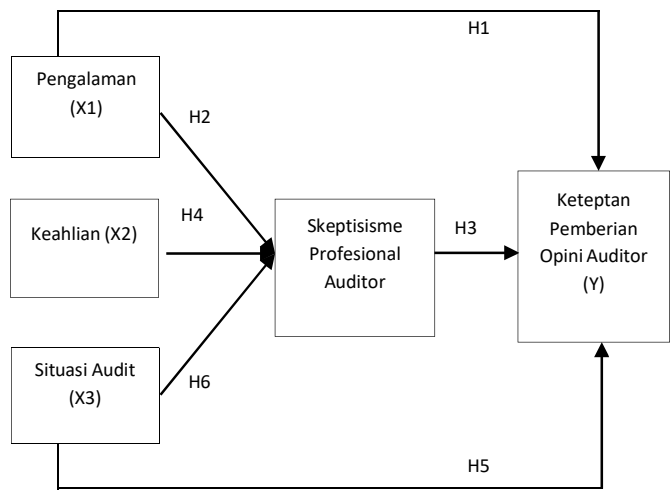 H1
Pengalaman
(X1)
H2
Keahlian (X2)
H4
Skeptisisme
Profesional
Auditor
H3
Keteptan
Pemberian
Opini Auditor
(Y)
Situasi Audit
(X3)
H6
H5